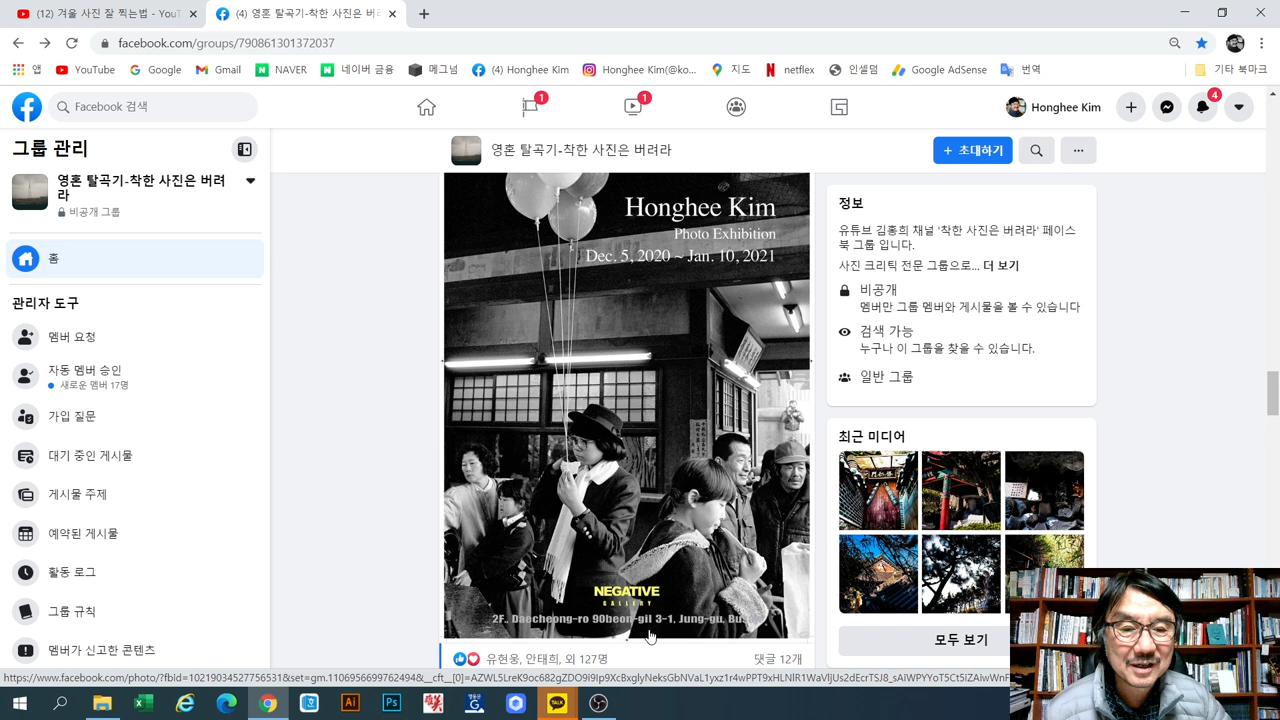 (12) 겨울 사진 잘 찍는법 - YouT
(4) 영혼 탈곡기-착한 사진은 버려
facebook.com/groups/790861301372037
앱
YouTube
Google
Gmail
NAVER
네이버 금융
메그넘
(4) Honghee Kim
Honghee Kim(@ko...
지도
netflex
인셀덤
Google AdSense
번역
기타 북마크
Facebook 검색
1
1
Honghee Kim
4
그룹 관리
영혼 탈곡기-착한 사진은 버려
라
비공개 그룹
홈
관리자 도구
멤버 요청
자동 멤버 승인
새로운 멤버 17명
가입 질문
대기 중인 게시물
게시물 주제
예약된 게시물
활동 로그
그룹 규칙
멤버가 신고한 콘텐츠
영혼 탈곡기-착한 사진은 버려라
+ 초대하기
Honghee Kim
Photo Exhibition
Dec. 5, 2020 ~ Jan. 10, 2021
NEGATIVE
GALLERY
2F., Daecheong-ro 90beon-gil 3-1, Jung-gu,
유현웅, 안태희, 외 127명
댓글 12개
정보
유튜브 김홍희 채널 '착한 사진은 버려라' 페이스
북 그룹 입니다.
사진 크리틱 전문 그룹으로... 더 보기
비공개
멤버만 그룹 멤버와 게시물을 볼 수 있습니다
검색 가능
누구나 이 그룹을 찾을 수 있습니다.
일반 그룹
최근 미디어
모두 보기
Ai
Ps
TALK